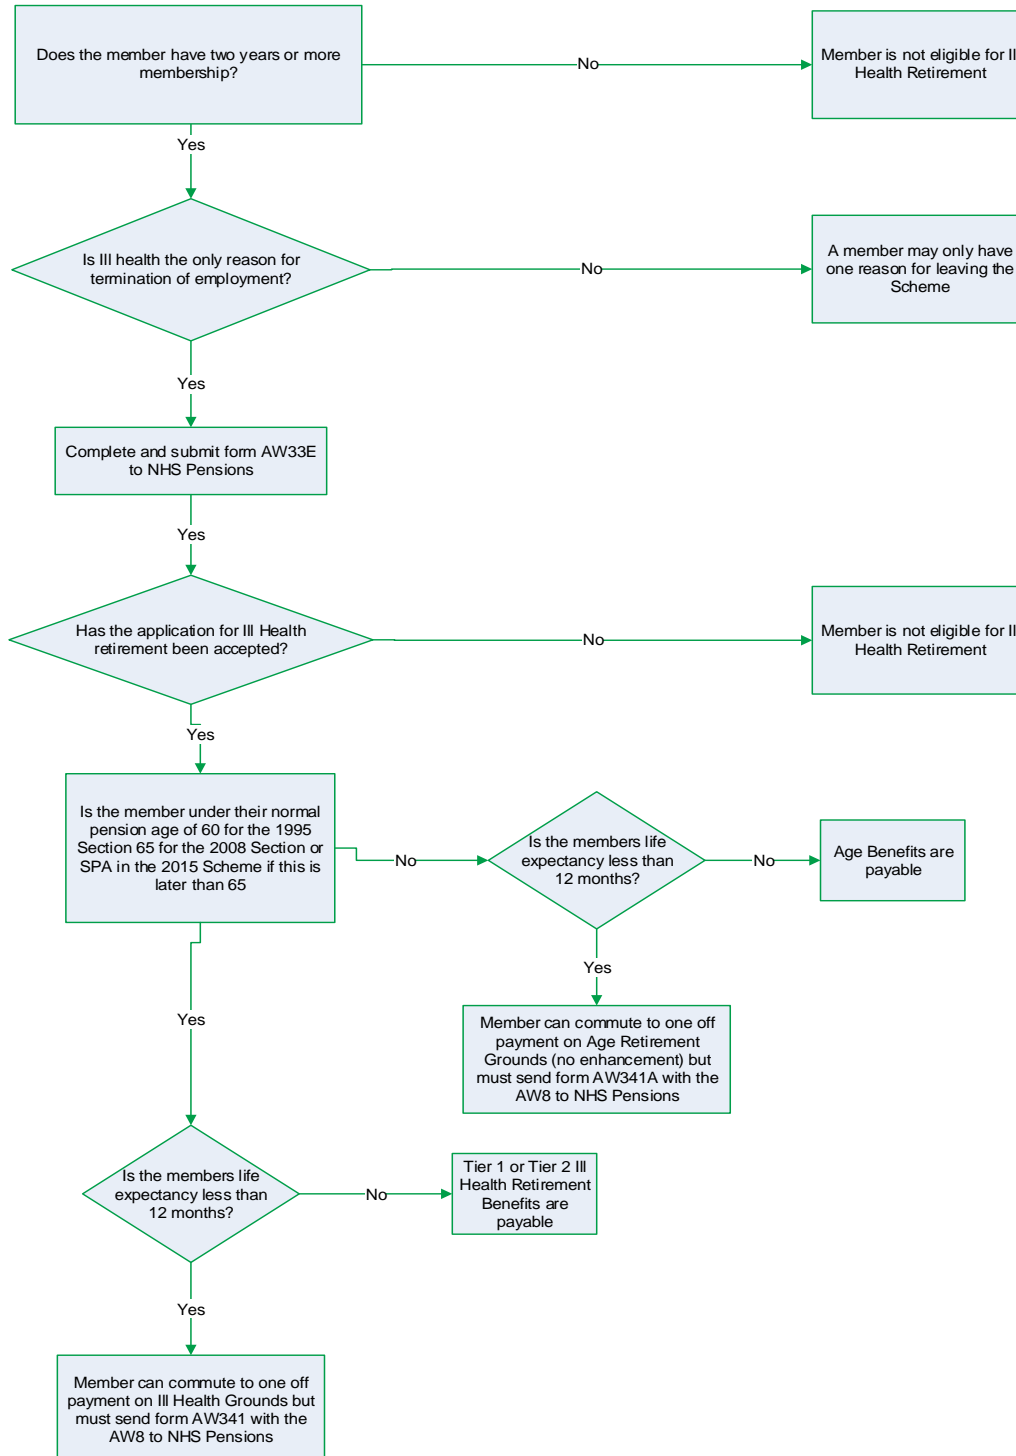 Does the member have two years or more
membership?
No
Member is not eligible for Ill
Health Retirement
Yes
Is Ill health the only reason for
termination of employment?
No
A member may only have
one reason for leaving the
Scheme
Yes
Complete and submit form AW33E
to NHS Pensions
Yes
Has the application for Ill Health
retirement been accepted?
No
Member is not eligible for Ill
Health Retirement
Yes
Is the member under their normal
pension age of 60 for the 1995
Section 65 for the 2008 Section or
SPA in the 2015 Scheme if this is
later than 65
No
Is the members life
expectancy less than
12 months?
No
Age Benefits are
payable
Yes
Member can commute to one off
payment on Age Retirement
Grounds (no enhancement) but
must send form AW341A with the
AW8 to NHS Pensions
Yes
Is the members life
expectancy less than
12 months?
No
Tier 1 or Tier 2 Ill
Health Retirement
Benefits are
payable
Yes
Member can commute to one off
payment on Ill Health Grounds but
must send form AW341 with the
AW8 to NHS Pensions